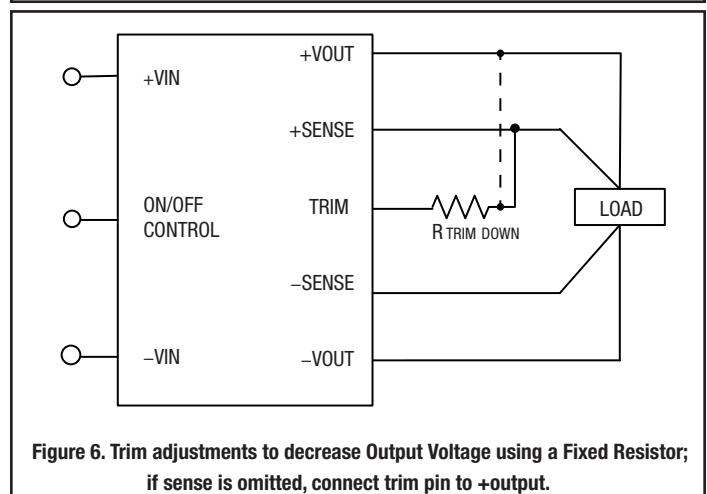 +VOUT
+VIN
+SENSE
ON/OFF
CONTROL
TRIM
R TRIM DOWN
LOAD
−SENSE
−VIN
−VOUT
Figure 6. Trim adjustments to decrease Output Voltage using a Fixed Resistor;
if sense is omitted, connect trim pin to +output.